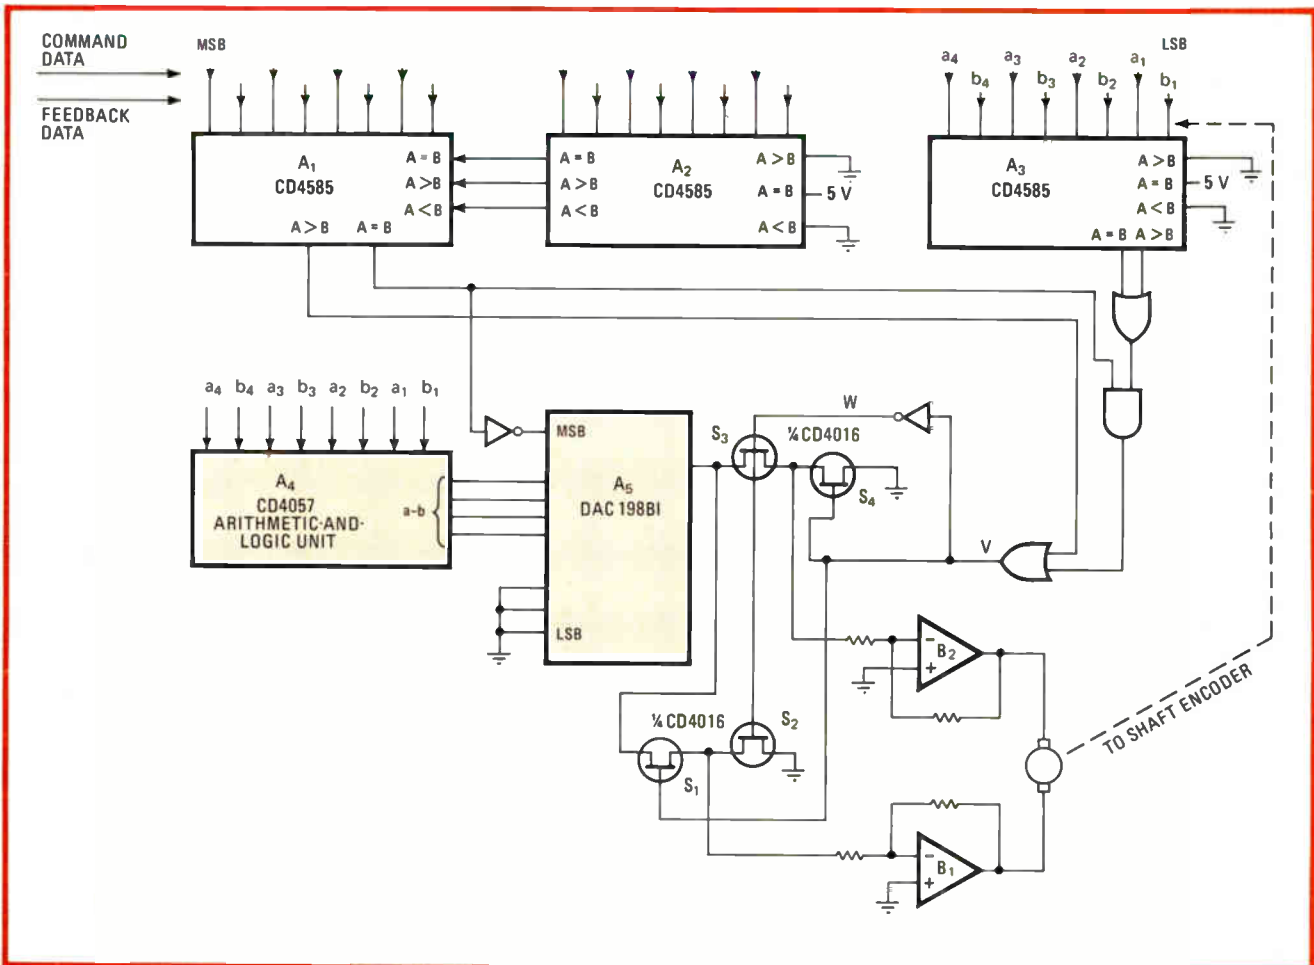 COMMAND DATA
MSB
FEEDBACK DATA
a4 a3 a2 a1 LSB
b4 b3 b2 b1
A1
CD4585
A = B
A > B
A < B
A > B A = B
A = B
A > B
A < B
A2
CD4585
A > B
A = B
A < B
5 V
A3
CD4585
A > B
A = B
A < B
A = B A > B
5 V
a4 b4 a3 b3 a2 b2 a1 b1
A4
CD4057
ARITHMETIC-AND-
LOGIC UNIT
a-b
MSB
A5
DAC 198BI
LSB
W
S3
¼ CD4016
S4
V
¼ CD4016
S2
S1
-
B2
+
-
B1
+
TO SHAFT ENCODER